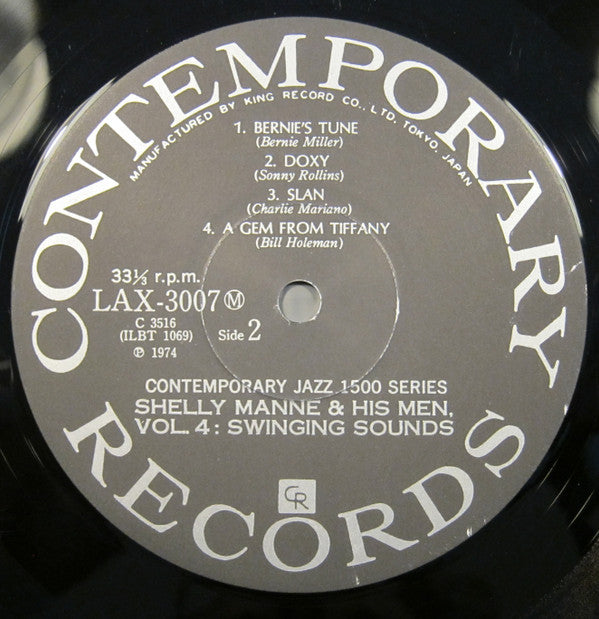 CONTEMPORARY
MANUFACTURED BY KING RECORD CO., LTD, TOKYO, JAPAN
1. BERNIE'S TUNE
(Bernie Miller)
2. DOXY
(Sonny Rollins)
3. SLAN
(Charlie Mariano)
4. A GEM FROM TIFFANY
(Bill Holeman)
33⅓ r.p.m.
LAX-3007 Ⓜ
C 3516
(ILBT 1069)
Side 2
℗ 1974
CONTEMPORARY JAZZ 1500 SERIES
SHELLY MANNE & HIS MEN,
VOL. 4: SWINGING SOUNDS
CR
RECORDS